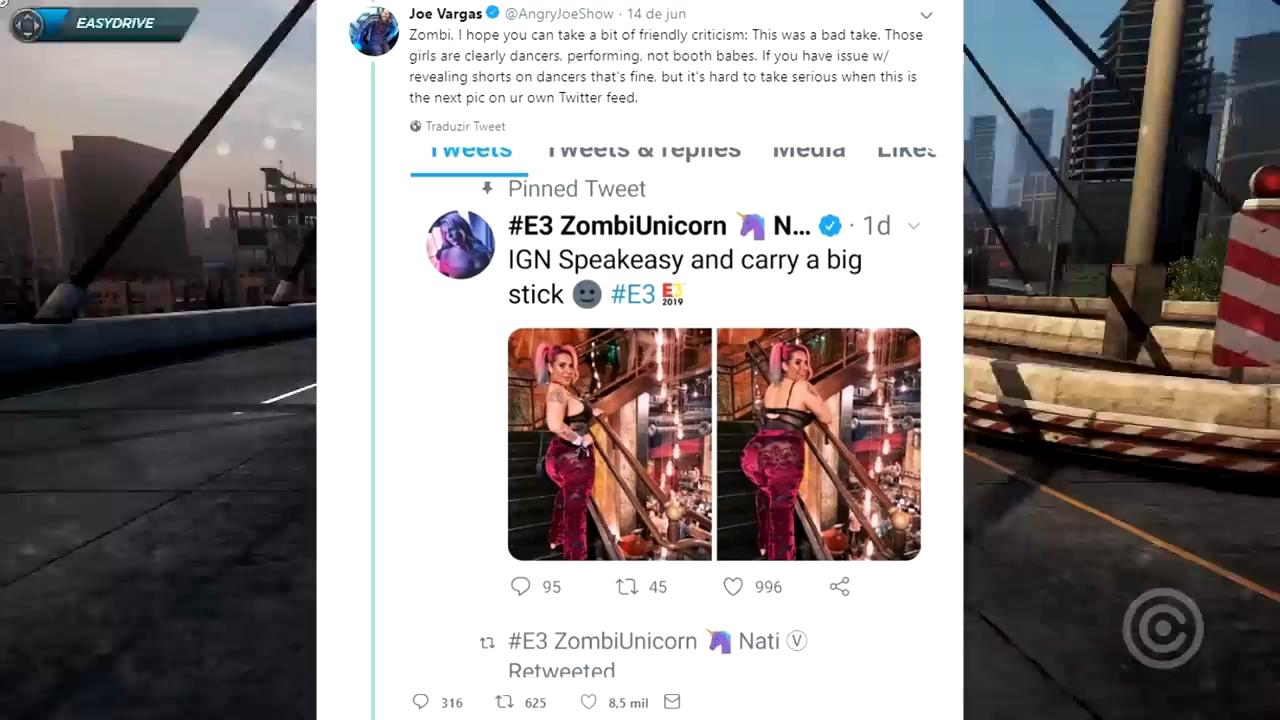 EASYDRIVE
Joe Vargas @AngryJoeShow · 14 de jun
Zombi. I hope you can take a bit of friendly criticism: This was a bad take. Those
girls are clearly dancers, performing, not booth babes. If you have issue w/
revealing shorts on dancers that's fine, but it's hard to take serious when this is
the next pic on ur own Twitter feed.
Traduzir Tweet
Tweets Tweets & replies Media Likes
Pinned Tweet
#E3 ZombiUnicorn 🦄 N... · 1d
IGN Speakeasy and carry a big
stick 🌚 #E3 E3 2019
95 45 996
#E3 ZombiUnicorn 🦄 Nati Ⓥ
Retweeted
316 625 8,5 mil
©